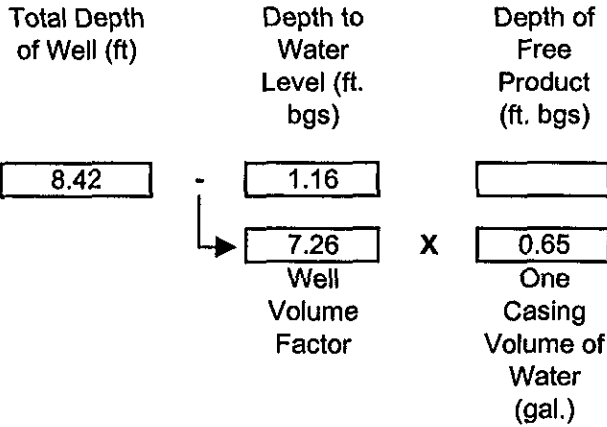 Total Depth
of Well (ft)
Depth to
Water
Level (ft.
bgs)
Depth of
Free
Product
(ft. bgs)
8.42 - 1.16
7.26 X 0.65
Well
Volume
Factor
One
Casing
Volume of
Water
(gal.)